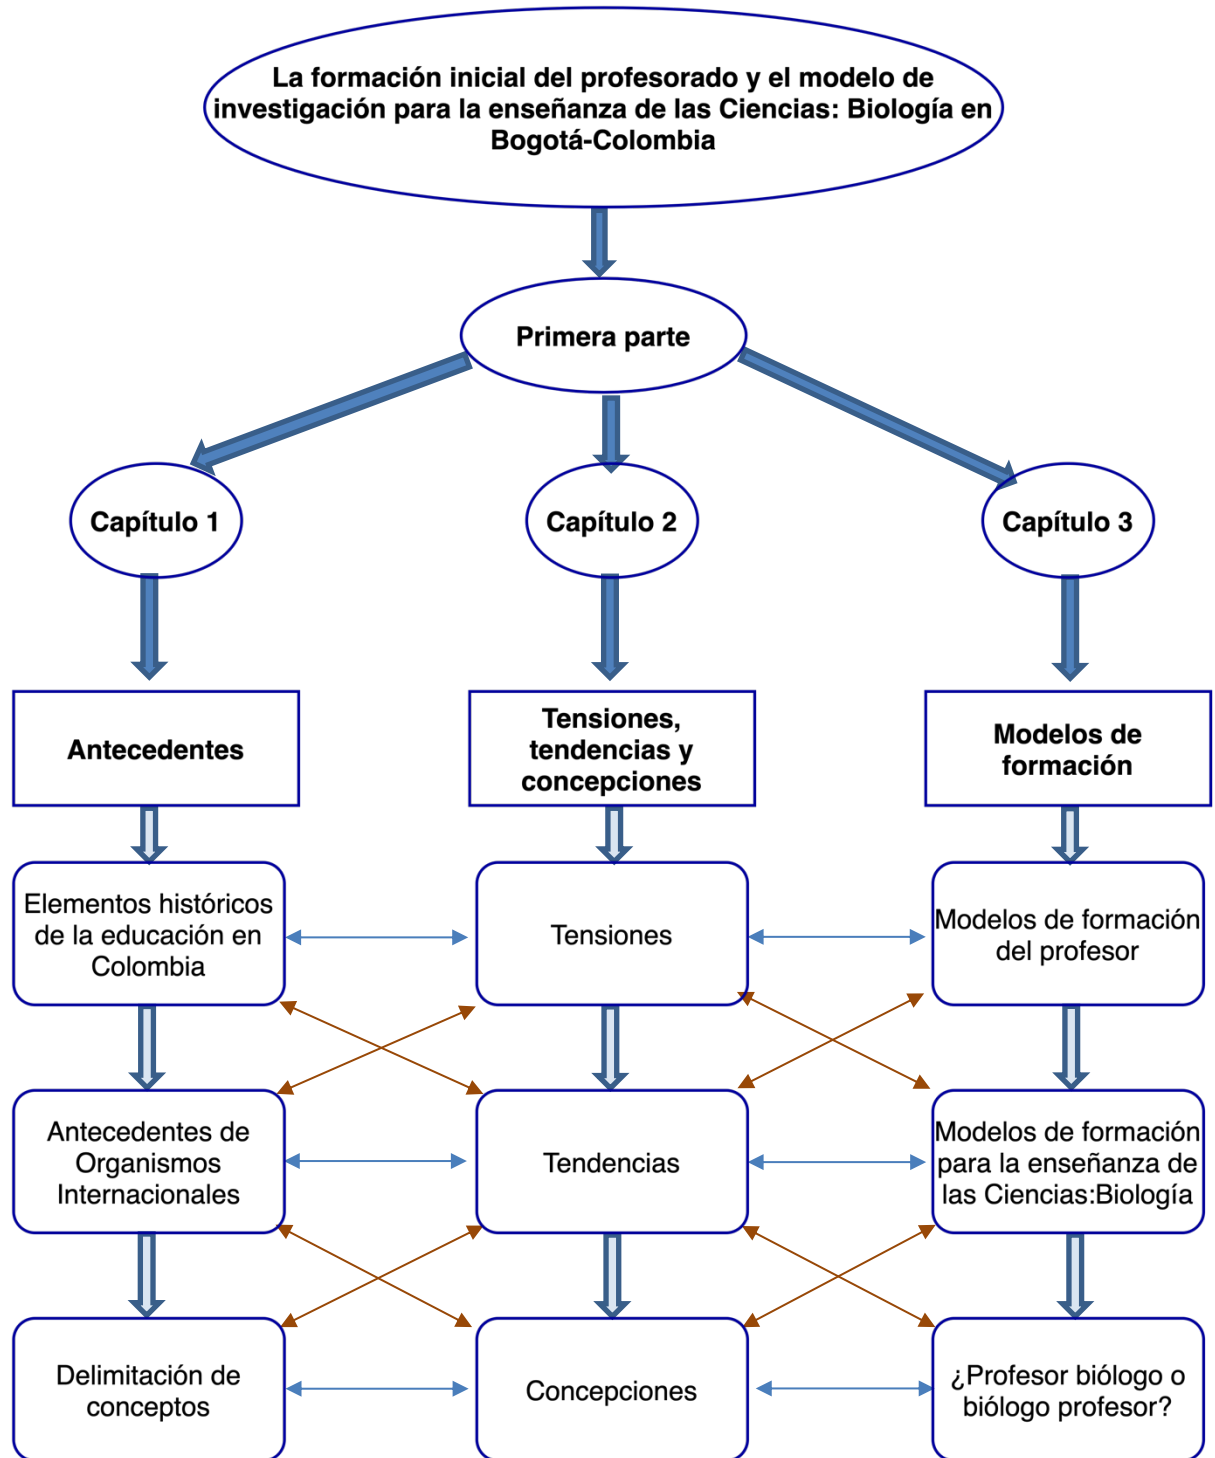 La formación inicial del profesorado y el modelo de
investigación para la enseñanza de las Ciencias: Biología en
Bogotá-Colombia
Primera parte
Capítulo 1
Capítulo 2
Capítulo 3
Antecedentes
Tensiones,
tendencias y
concepciones
Modelos de
formación
Elementos históricos
de la educación en
Colombia
Tensiones
Modelos de formación
del profesor
Antecedentes de
Organismos
Internacionales
Tendencias
Modelos de formación
para la enseñanza de
las Ciencias:Biología
Delimitación de
conceptos
Concepciones
¿Profesor biólogo o
biólogo profesor?